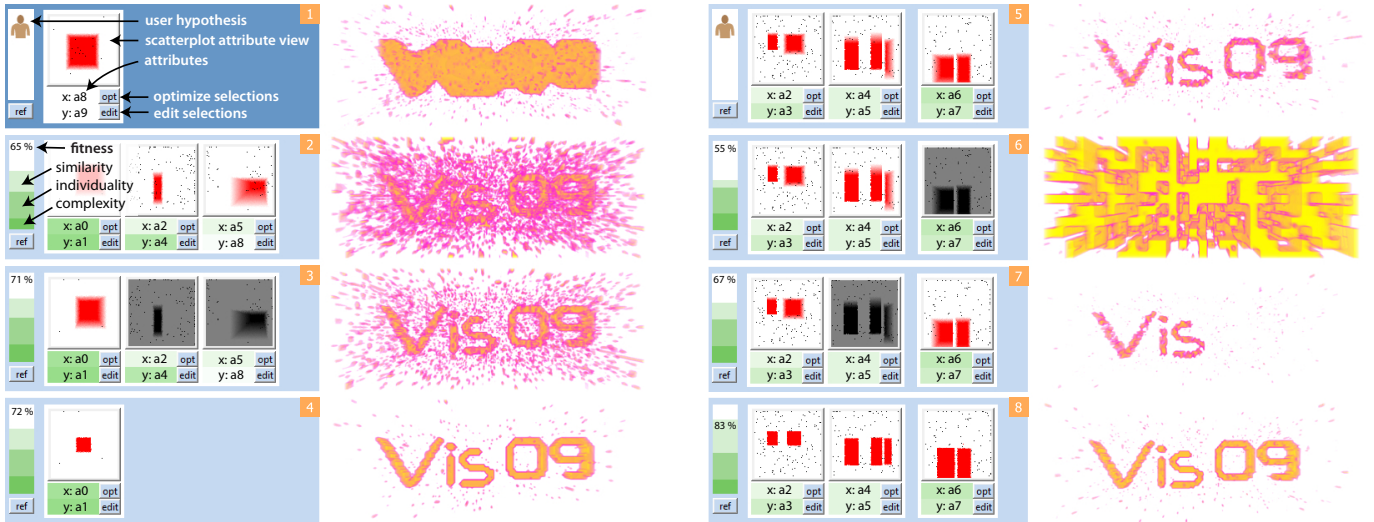 1
user hypothesis
scatterplot attribute view
attributes
x: a8 opt
optimize selections
ref
y: a9 edit
edit selections
2
65 %
fitness
similarity
individuality
complexity
x: a0 opt
x: a2 opt
x: a5 opt
ref
y: a1 edit
y: a4 edit
y: a8 edit
Vis 09
3
71 %
x: a0 opt
x: a2 opt
x: a5 opt
ref
y: a1 edit
y: a4 edit
y: a8 edit
Vis 09
4
72 %
x: a0 opt
ref
y: a1 edit
Vis 09
5
x: a2 opt
x: a4 opt
x: a6 opt
ref
y: a3 edit
y: a5 edit
y: a7 edit
Vis 09
6
55 %
x: a2 opt
x: a4 opt
x: a6 opt
ref
y: a3 edit
y: a5 edit
y: a7 edit
7
67 %
x: a2 opt
x: a4 opt
x: a6 opt
ref
y: a3 edit
y: a5 edit
y: a7 edit
Vis
8
83 %
x: a2 opt
x: a4 opt
x: a6 opt
ref
y: a3 edit
y: a5 edit
y: a7 edit
Vis 09